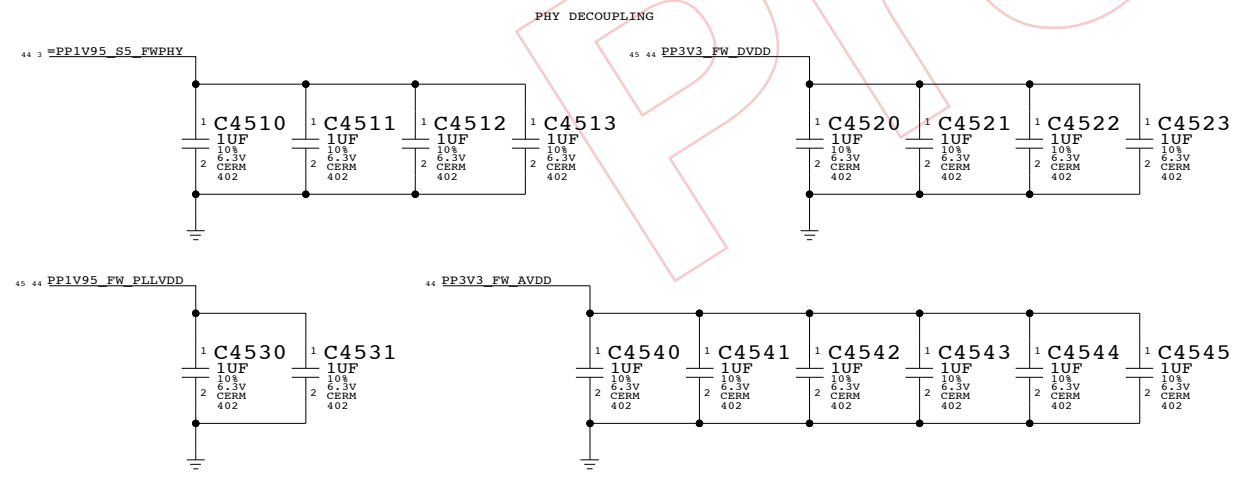 PHY DECOUPLING
44 3 =PP1V95_S5_FWPHY
1 C4510
1UF
10%
6.3V
2 CERM
402
1 C4511
1UF
10%
6.3V
2 CERM
402
1 C4512
1UF
10%
6.3V
2 CERM
402
1 C4513
1UF
10%
6.3V
2 CERM
402
45 44 PP3V3_FW_DVDD
1 C4520
1UF
10%
6.3V
2 CERM
402
1 C4521
1UF
10%
6.3V
2 CERM
402
1 C4522
1UF
10%
6.3V
2 CERM
402
1 C4523
1UF
10%
6.3V
2 CERM
402
45 44 PP1V95_FW_PLLVDD
1 C4530
1UF
10%
6.3V
2 CERM
402
1 C4531
1UF
10%
6.3V
2 CERM
402
44 PP3V3_FW_AVDD
1 C4540
1UF
10%
6.3V
2 CERM
402
1 C4541
1UF
10%
6.3V
2 CERM
402
1 C4542
1UF
10%
6.3V
2 CERM
402
1 C4543
1UF
10%
6.3V
2 CERM
402
1 C4544
1UF
10%
6.3V
2 CERM
402
1 C4545
1UF
10%
6.3V
2 CERM
402